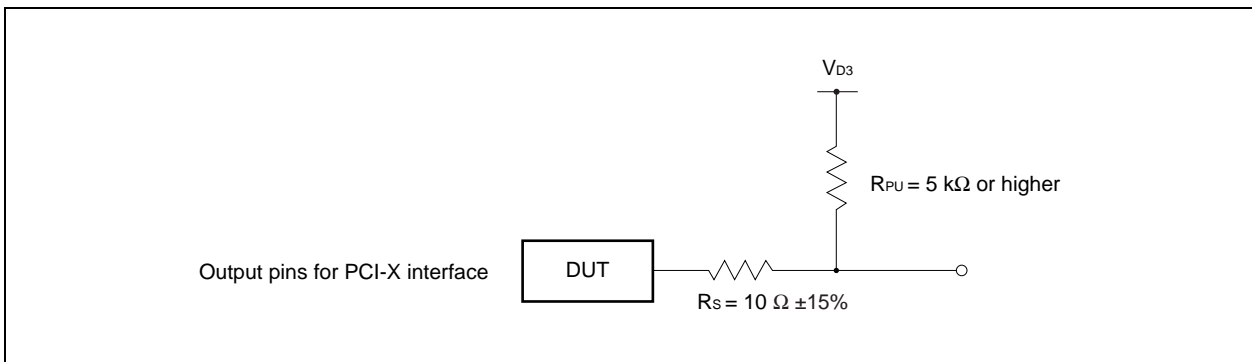 VD3
RPU = 5 kΩ or higher
Output pins for PCI-X interface
DUT
RS = 10 Ω ±15%